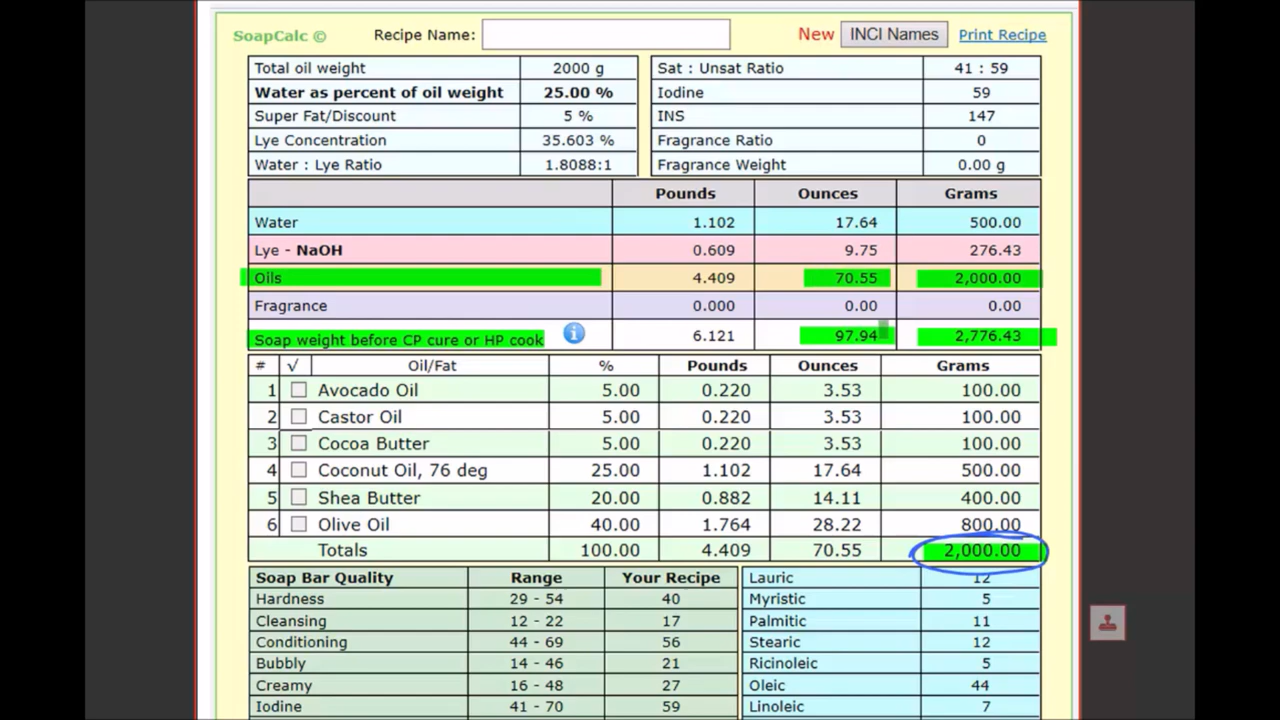 SoapCalc © Recipe Name: New INCI Names Print Recipe
Total oil weight 2000 g Sat : Unsat Ratio 41 : 59
Water as percent of oil weight 25.00 % Iodine 59
Super Fat/Discount 5 % INS 147
Lye Concentration 35.603 % Fragrance Ratio 0
Water : Lye Ratio 1.8088:1 Fragrance Weight 0.00 g
Pounds Ounces Grams
Water 1.102 17.64 500.00
Lye - NaOH 0.609 9.75 276.43
Oils 4.409 70.55 2,000.00
Fragrance 0.000 0.00 0.00
Soap weight before CP cure or HP cook i 6.121 97.94 2,776.43
# √ Oil/Fat % Pounds Ounces Grams
1 Avocado Oil 5.00 0.220 3.53 100.00
2 Castor Oil 5.00 0.220 3.53 100.00
3 Cocoa Butter 5.00 0.220 3.53 100.00
4 Coconut Oil, 76 deg 25.00 1.102 17.64 500.00
5 Shea Butter 20.00 0.882 14.11 400.00
6 Olive Oil 40.00 1.764 28.22 800.00
Totals 100.00 4.409 70.55 2,000.00
Soap Bar Quality Range Your Recipe Lauric 12
Hardness 29 - 54 40 Myristic 5
Cleansing 12 - 22 17 Palmitic 11
Conditioning 44 - 69 56 Stearic 12
Bubbly 14 - 46 21 Ricinoleic 5
Creamy 16 - 48 27 Oleic 44
Iodine 41 - 70 59 Linoleic 7